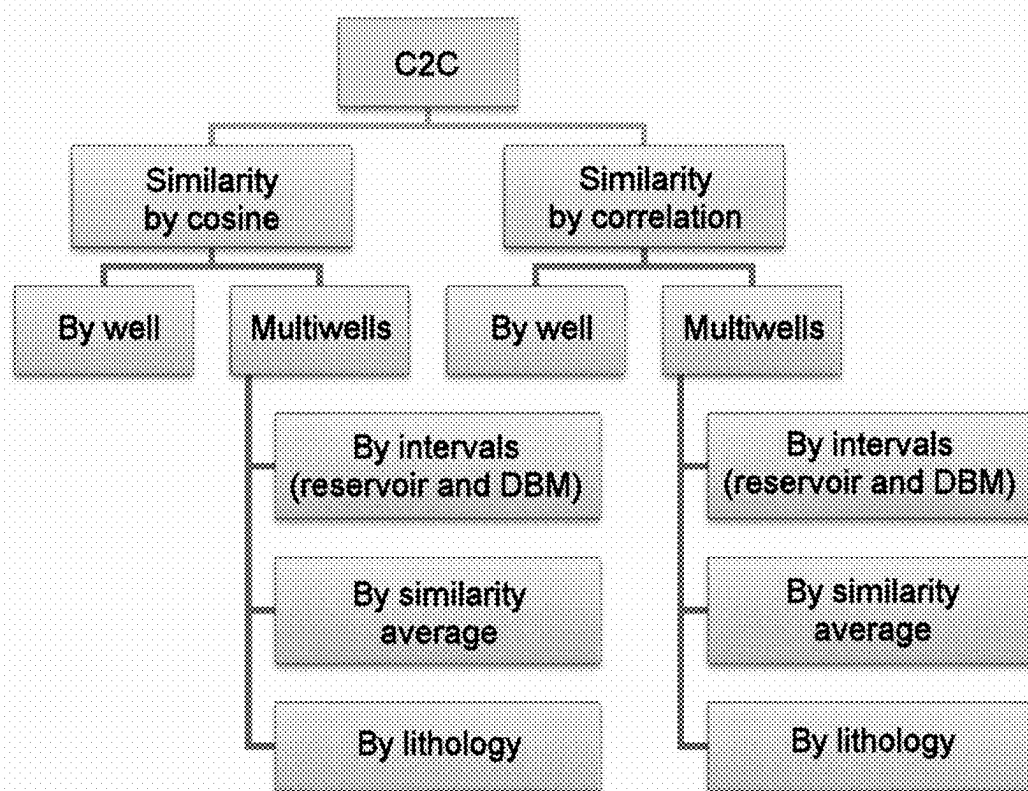 C2C
Similarity
by cosine
Similarity
by correlation
By well
Multiwells
By well
Multiwells
By intervals
(reservoir and DBM)
By intervals
(reservoir and DBM)
By similarity
average
By similarity
average
By lithology
By lithology